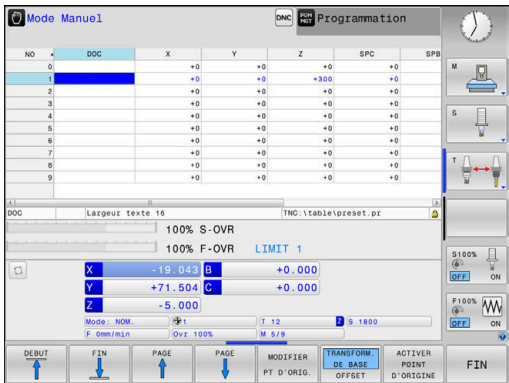 Mode Manuel
DNC
PGM
MDT
Programmation
NO DOC X Y Z SPC SPB
0 +0 +0 +0 +0
1 +0 +0 +300 +0
2 +0 +0 +0 +0
3 +0 +0 +0 +0
4 +0 +0 +0 +0
5 +0 +0 +0 +0
6 +0 +0 +0 +0
7 +0 +0 +0 +0
8 +0 +0 +0 +0
9 +0 +0 +0 +0
DOC Largeur texte 16 TNC:\table\preset.pr
100% S-OVR
100% F-OVR LIMIT 1
X -19.043 B +0.000
Y +71.504 C +0.000
Z -5.000
Mode: NOM. 1 T 12 Z S 1800
F 0mm/min Ovr 100% M 5/9
M
S
T
S100%
OFF ON
F100%
OFF ON
DEBUT
FIN
PAGE
PAGE
MODIFIER
PT D'ORIG.
TRANSFORM.
DE BASE
OFFSET
ACTIVER
POINT
D'ORIGINE
FIN